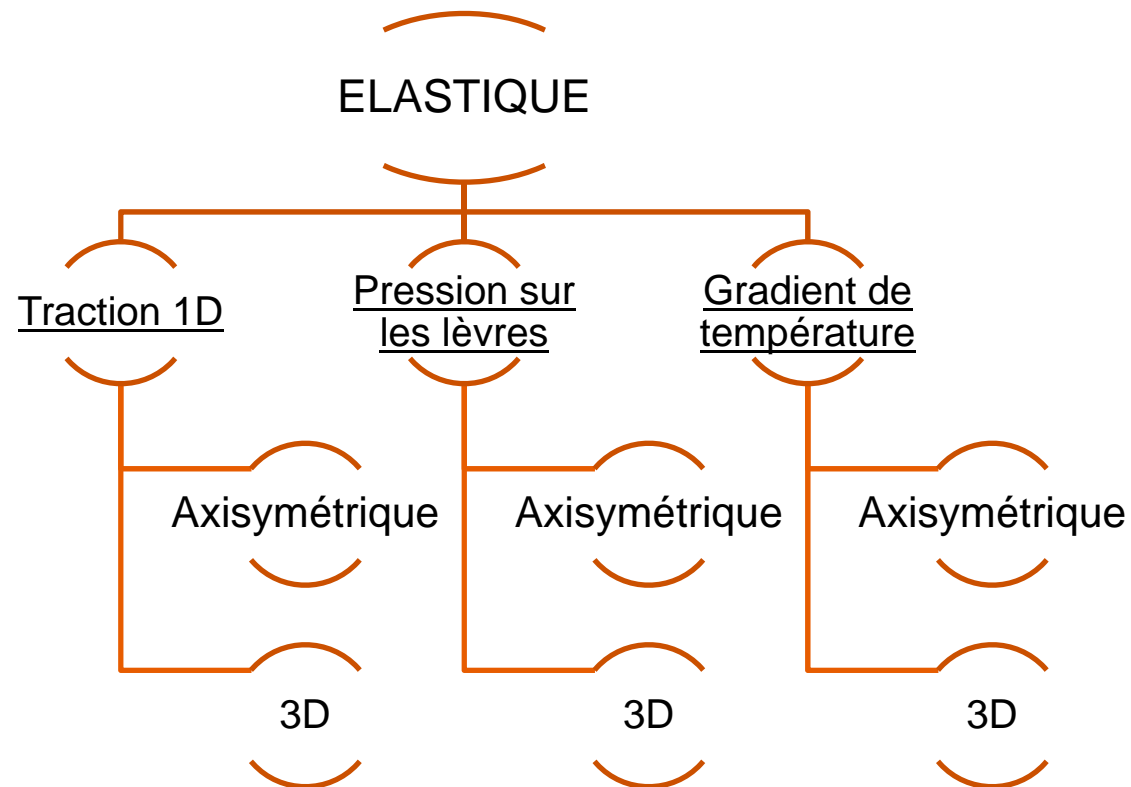 ELASTIQUE
Traction 1D
Pression sur
les lèvres
Gradient de
température
Axisymétrique
Axisymétrique
Axisymétrique
3D
3D
3D